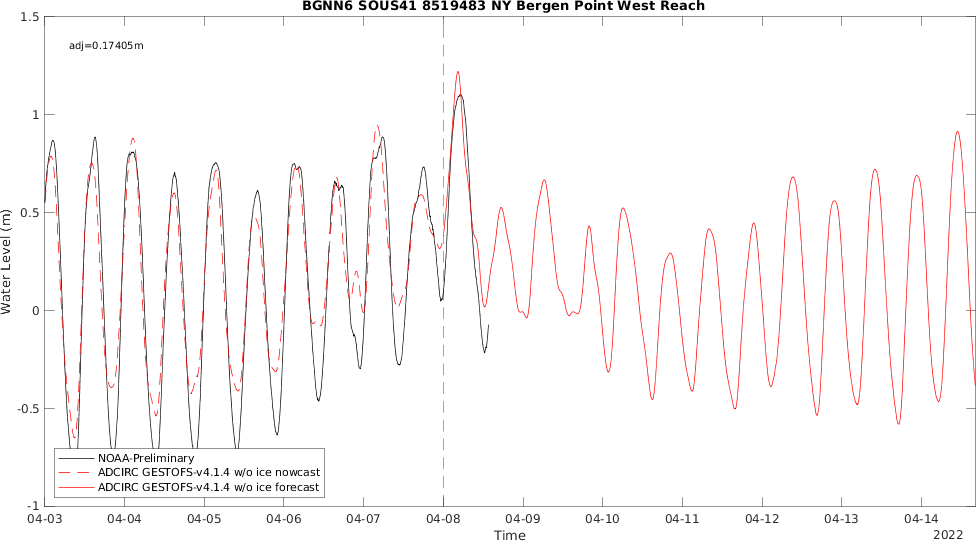 BGNN6 SOUS41 8519483 NY Bergen Point West Reach
1.5
adj=0.17405m
1
0.5
Water Level (m)
0
-0.5
NOAA-Preliminary
ADCIRC GESTOFS-v4.1.4 w/o ice nowcast
ADCIRC GESTOFS-v4.1.4 w/o ice forecast
-1
04-03 04-04 04-05 04-06 04-07 04-08 04-09 04-10 04-11 04-12 04-13 04-14
Time
2022